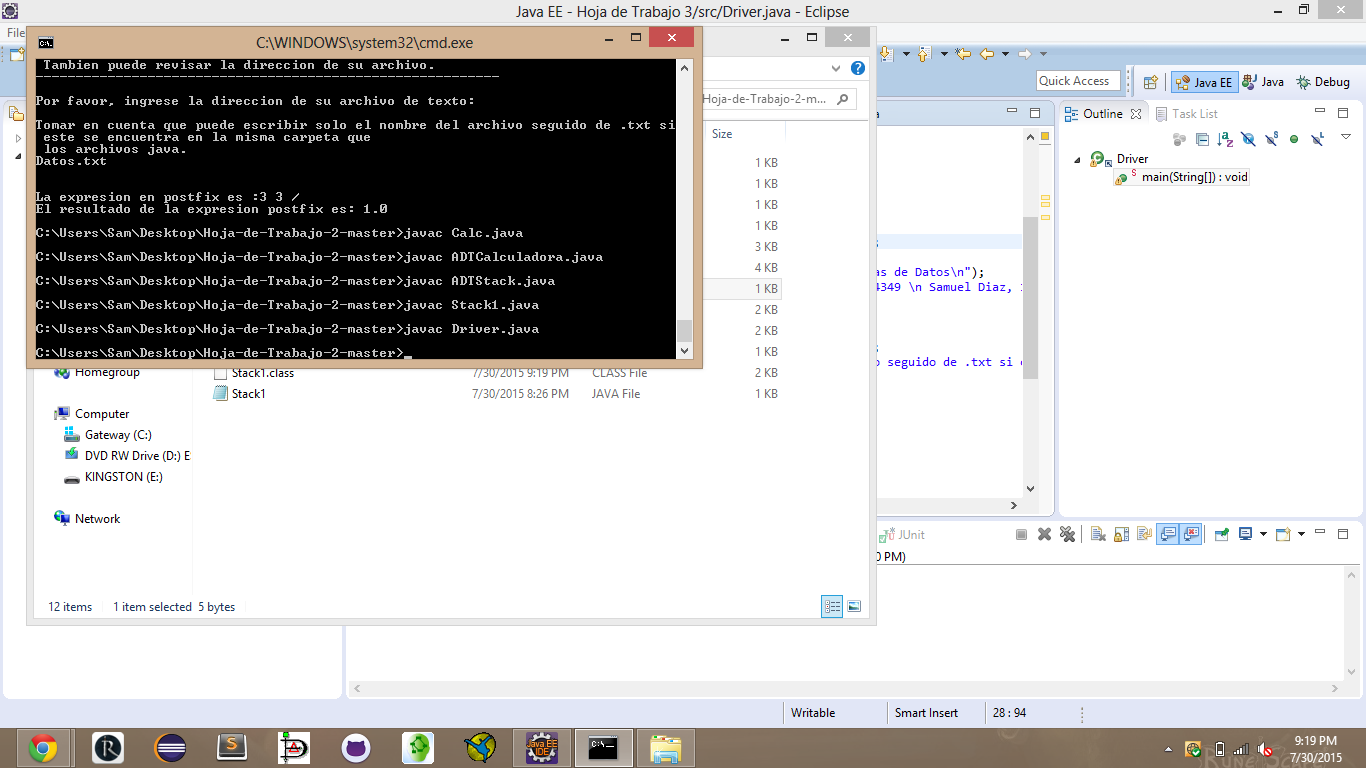 Java EE - Hoja de Trabajo 3/src/Driver.java - Eclipse
File
C:\WINDOWS\system32\cmd.exe
Tambien puede revisar la direccion de su archivo.
----------------------------------------------------------
Por favor, ingrese la direccion de su archivo de texto:
Tomar en cuenta que puede escribir solo el nombre del archivo seguido de .txt si
este se encuentra en la misma carpeta que
los archivos java.
Datos.txt
La expresion en postfix es :3 3 /
El resultado de la expresion postfix es: 1.0
C:\Users\Sam\Desktop\Hoja-de-Trabajo-2-master>javac Calc.java
C:\Users\Sam\Desktop\Hoja-de-Trabajo-2-master>javac ADTCalculadora.java
C:\Users\Sam\Desktop\Hoja-de-Trabajo-2-master>javac ADTStack.java
C:\Users\Sam\Desktop\Hoja-de-Trabajo-2-master>javac Stack1.java
C:\Users\Sam\Desktop\Hoja-de-Trabajo-2-master>javac Driver.java
C:\Users\Sam\Desktop\Hoja-de-Trabajo-2-master>_
Hoja-de-Trabajo-2-m...
Size
1 KB
1 KB
1 KB
1 KB
3 KB
4 KB
1 KB
2 KB
2 KB
1 KB
Homegroup
Stack1.class 7/30/2015 9:19 PM CLASS File 2 KB
Stack1 7/30/2015 8:26 PM JAVA File 1 KB
Computer
Gateway (C:)
DVD RW Drive (D:) E
KINGSTON (E:)
Network
12 items 1 item selected 5 bytes
Quick Access
Java EE
Java
Debug
Outline
Task List
Driver
main(String[]) : void
as de Datos\n");
4349 \n Samuel Diaz,
o seguido de .txt si
JUnit
0 PM)
Writable
Smart Insert
28 : 94
Java EE
IDE
C:\_
9:19 PM
7/30/2015